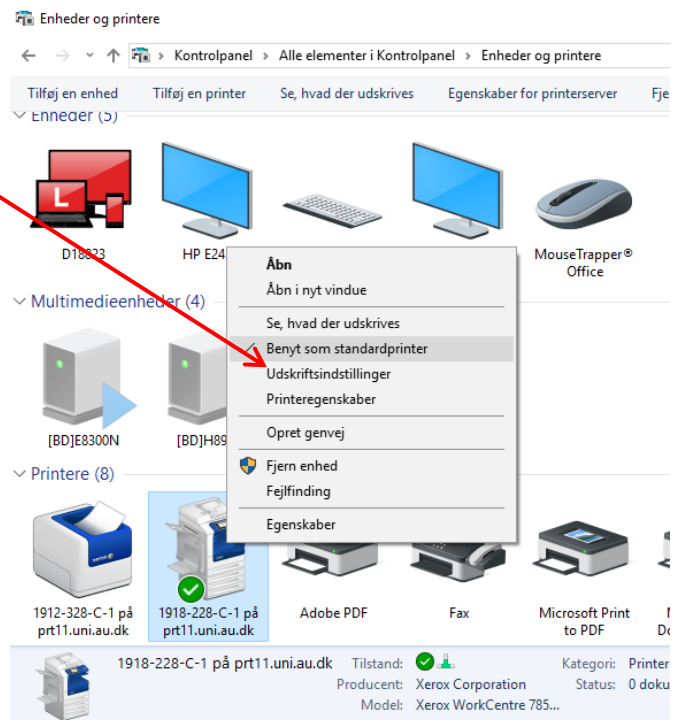 Enheder og printere
Kontrolpanel > Alle elementer i Kontrolpanel > Enheder og printere
Tilføj en enhed Tilføj en printer Se, hvad der udskrives Egenskaber for printerserver Fje
Enheder (5)
L
D18823 HP E24 MouseTrapper®
Office
Åbn
Åbn i nyt vindue
Se, hvad der udskrives
Benyt som standardprinter
Udskriftsindstillinger
Printeregenskaber
Opret genvej
Fjern enhed
Fejlfinding
Egenskaber
Multimedieenheder (4)
[BD]E8300N [BD]H89
Printere (8)
1912-328-C-1 på
prt11.uni.au.dk
1918-228-C-1 på
prt11.uni.au.dk
Adobe PDF
Fax
Microsoft Print
to PDF
1918-228-C-1 på prt11.uni.au.dk Tilstand: Kategori: Printer
Producent: Xerox Corporation Status: 0 doku
Model: Xerox WorkCentre 785...